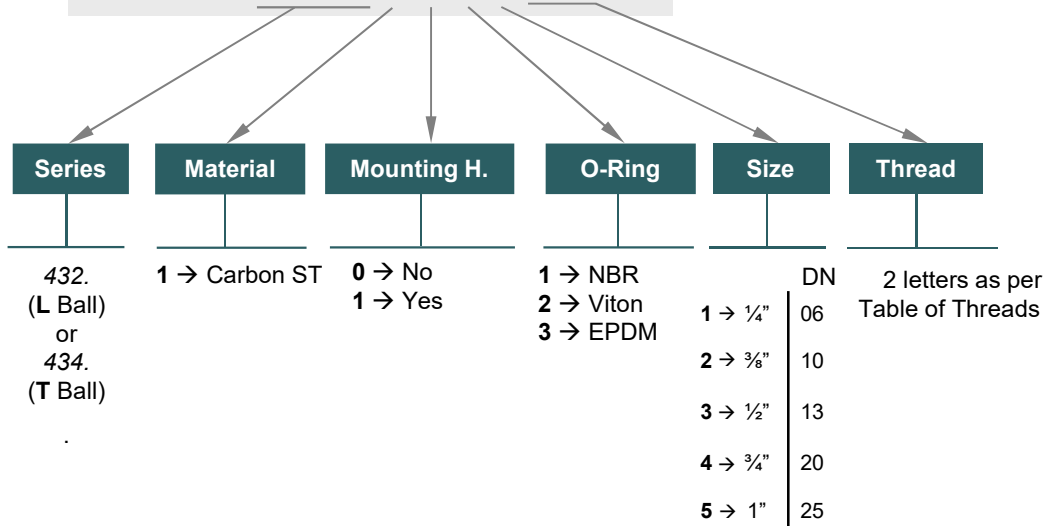 Series
Material
Mounting H.
O-Ring
Size
Thread
432.
(L Ball)
or
434.
(T Ball)
.
1 → Carbon ST
0 → No
1 → Yes
1 → NBR
2 → Viton
3 → EPDM
DN
1 → ¼” 06
2 → ⅜” 10
3 → ½” 13
4 → ¾” 20
5 → 1” 25
2 letters as per
Table of Threads